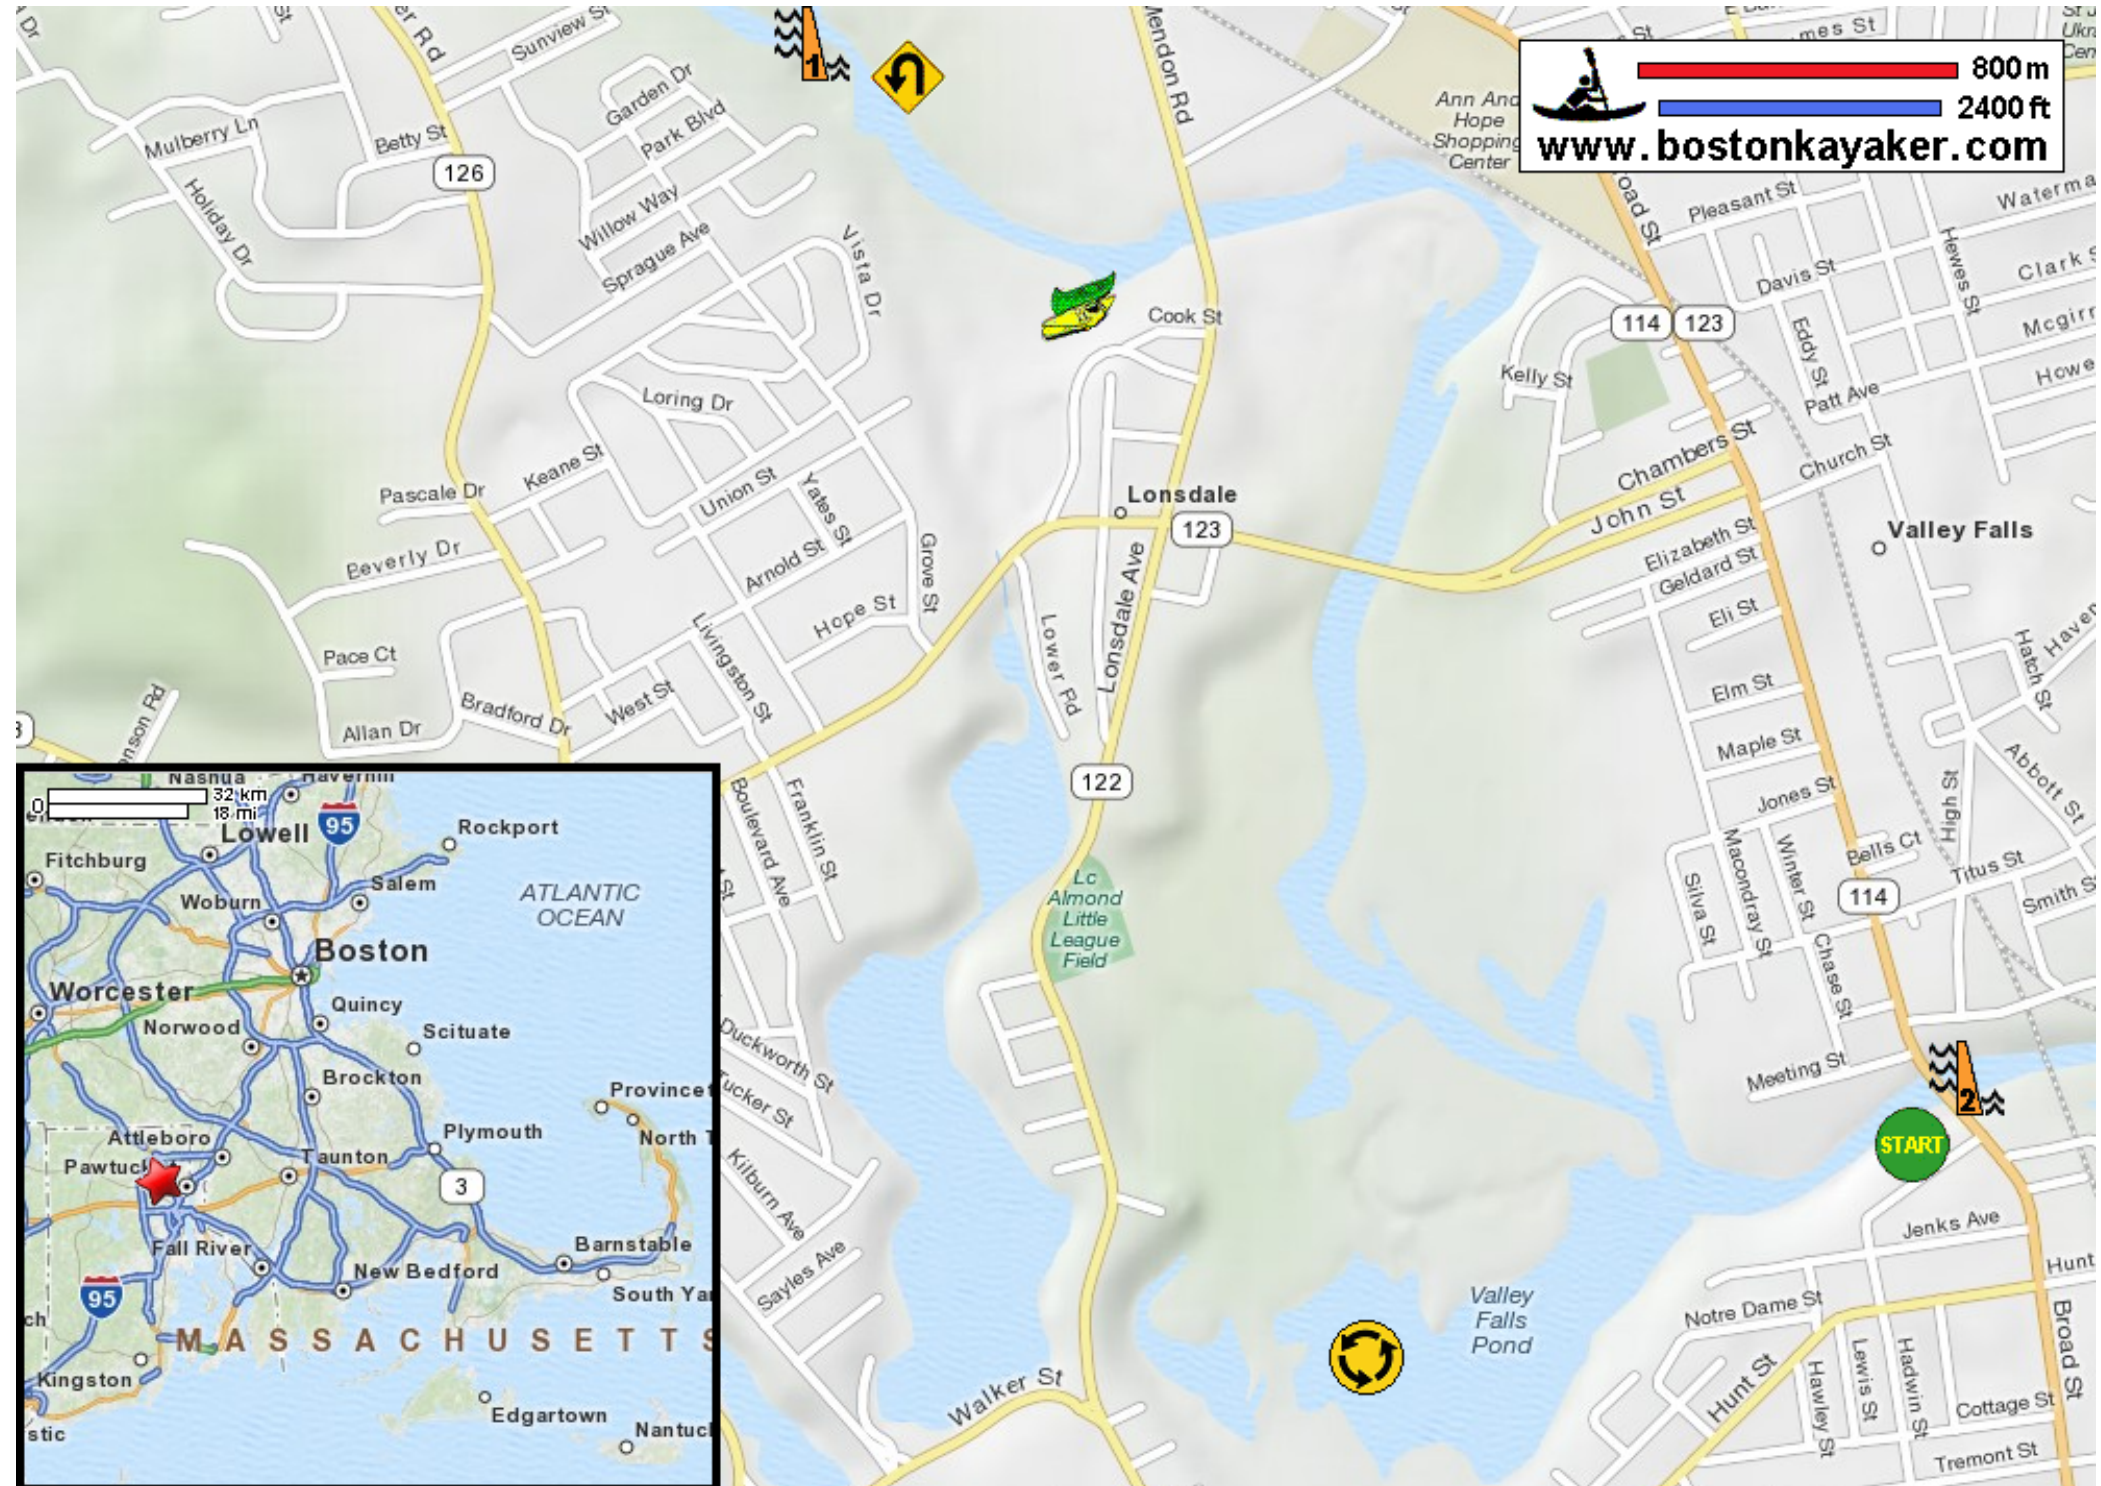 Sunview St
Mendon Rd
Garden Dr
Park Blvd
Mulberry Ln
Betty St
126
Holiday Dr
Willow Way
Sprague Ave
Vista Dr
1
Ann And
Hope
Shopping
Center
800 m
2400 ft
www.bostonkayaker.com
Pleasant St
Davis St
Hewes St
Eddy St
Patt Ave
114
123
Kelly St
Cook St
Loring Dr
Keane St
Pascale Dr
Union St
Yates St
Beverly Dr
Arnold St
Grove St
Hope St
Livingston St
Pace Ct
West St
Bradford Dr
Allan Dr
Lonsdale
123
Lonsdale Ave
Lower Rd
122
Chambers St
John St
Church St
Valley Falls
Elizabeth St
Geldard St
Eli St
Elm St
Maple St
Jones St
Hatch St
Abbott St
High St
Bells Ct
Titus St
114
Macondray St
Winter St
Silva St
Chase St
Meeting St
2
START
Jenks Ave
Notre Dame St
Hunt St
Hawley St
Lewis St
Hadwin St
Broad St
Cottage St
Tremont St
Valley
Falls
Pond
Lc
Almond
Little
League
Field
Boulevard Ave
Franklin St
Duckworth St
Tucker St
Kilburn Ave
Sayles Ave
Walker St
Nashua
Haverhill
0
32 km
18 mi
Lowell
95
Rockport
Fitchburg
Salem
ATLANTIC
OCEAN
Woburn
Boston
Worcester
Quincy
Norwood
Scituate
Brockton
Attleboro
Plymouth
Taunton
3
Fall River
New Bedford
Barnstable
95
MASSACHUSETTS
Kingston
Edgartown